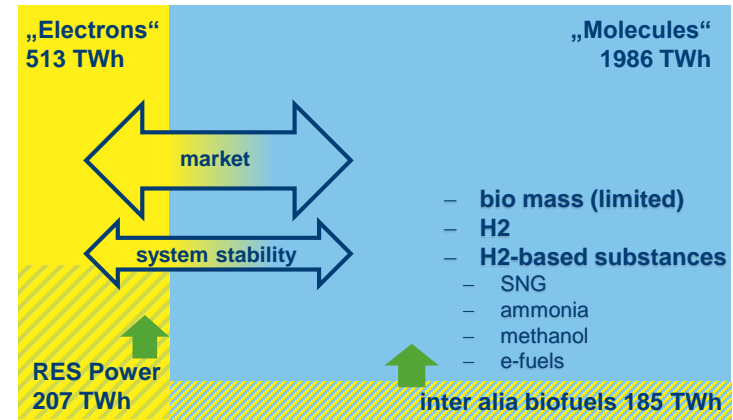 „Electrons“
513 TWh
„Molecules“
1986 TWh
market
system stability
– bio mass (limited)
– H2
– H2-based substances
– SNG
– ammonia
– methanol
– e-fuels
RES Power
207 TWh
inter alia biofuels 185 TWh